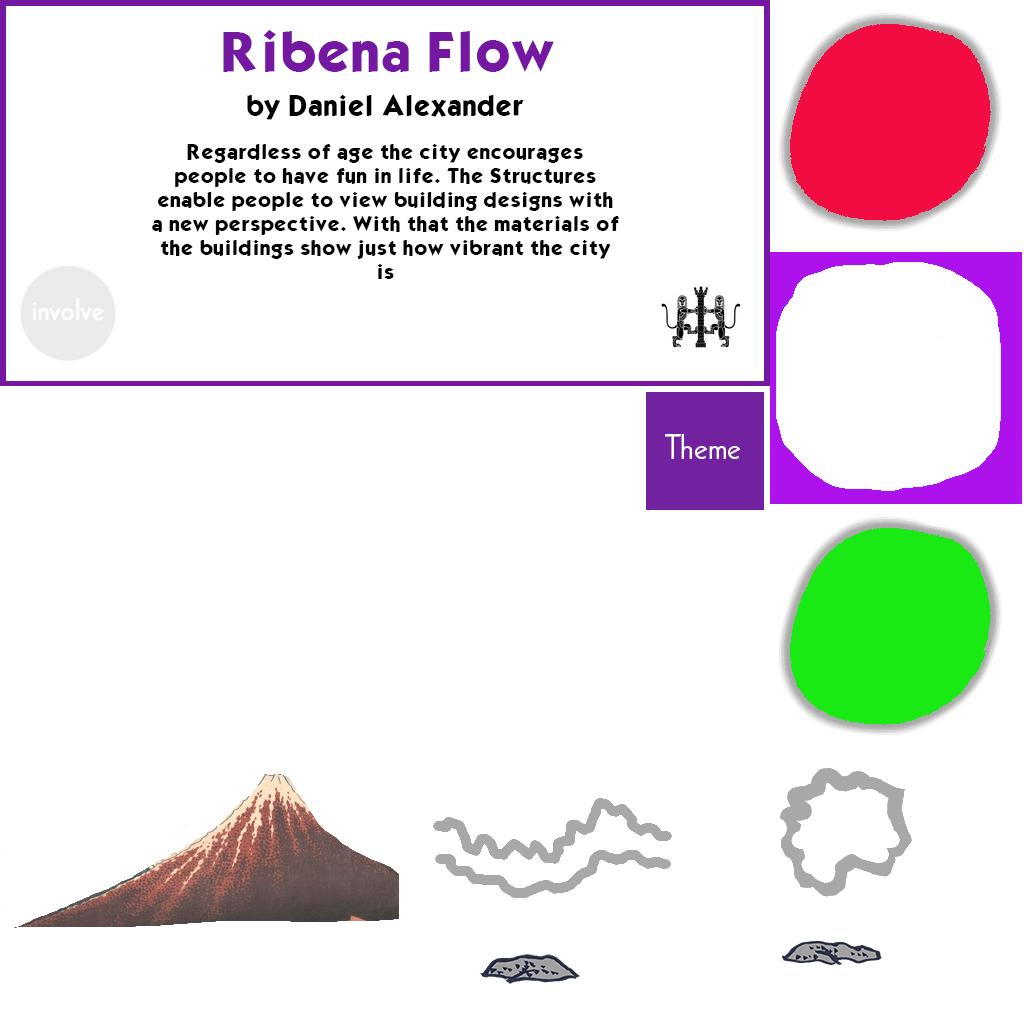 Ribena Flow
by Daniel Alexander
Regardless of age the city encourages
people to have fun in life. The Structures
enable people to view building designs with
a new perspective. With that the materials of
the buildings show just how vibrant the city
is
involve
Theme